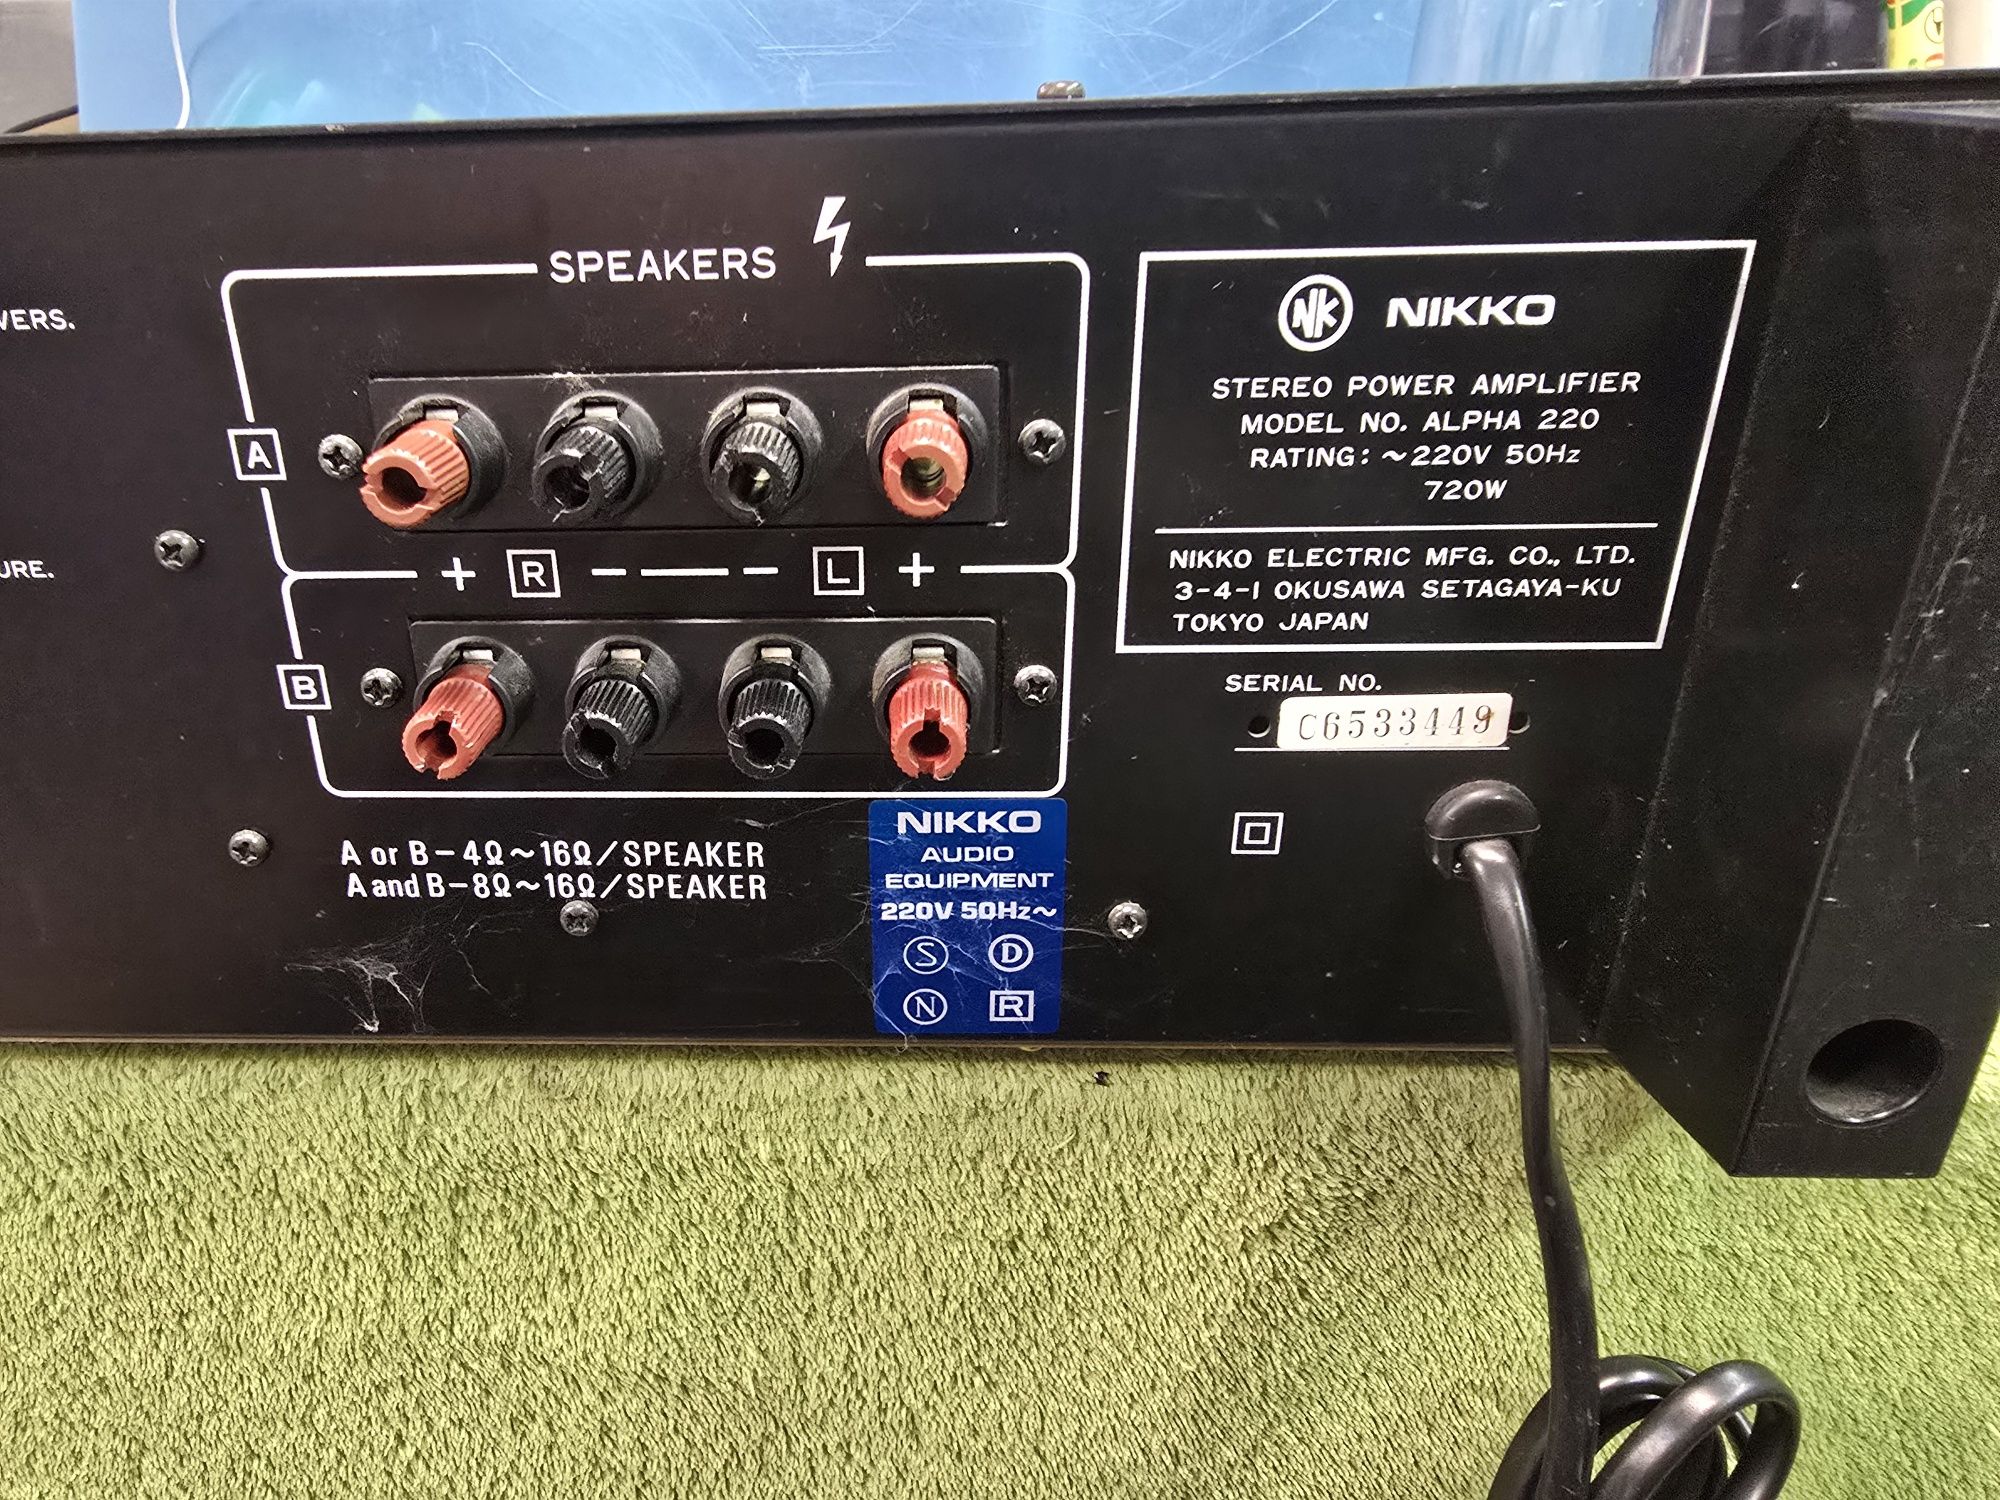 SPEAKERS
VERS.
A
URE.
+ R − − L +
B
A or B–4Ω~16Ω/SPEAKER
A and B–8Ω~16Ω/SPEAKER
NIKKO
AUDIO
EQUIPMENT
220V 50Hz~
S D
N R
NK NIKKO
STEREO POWER AMPLIFIER
MODEL NO. ALPHA 220
RATING: ~220V 50Hz
720W
NIKKO ELECTRIC MFG. CO., LTD.
3-4-1 OKUSAWA SETAGAYA-KU
TOKYO JAPAN
SERIAL NO.
C6533449